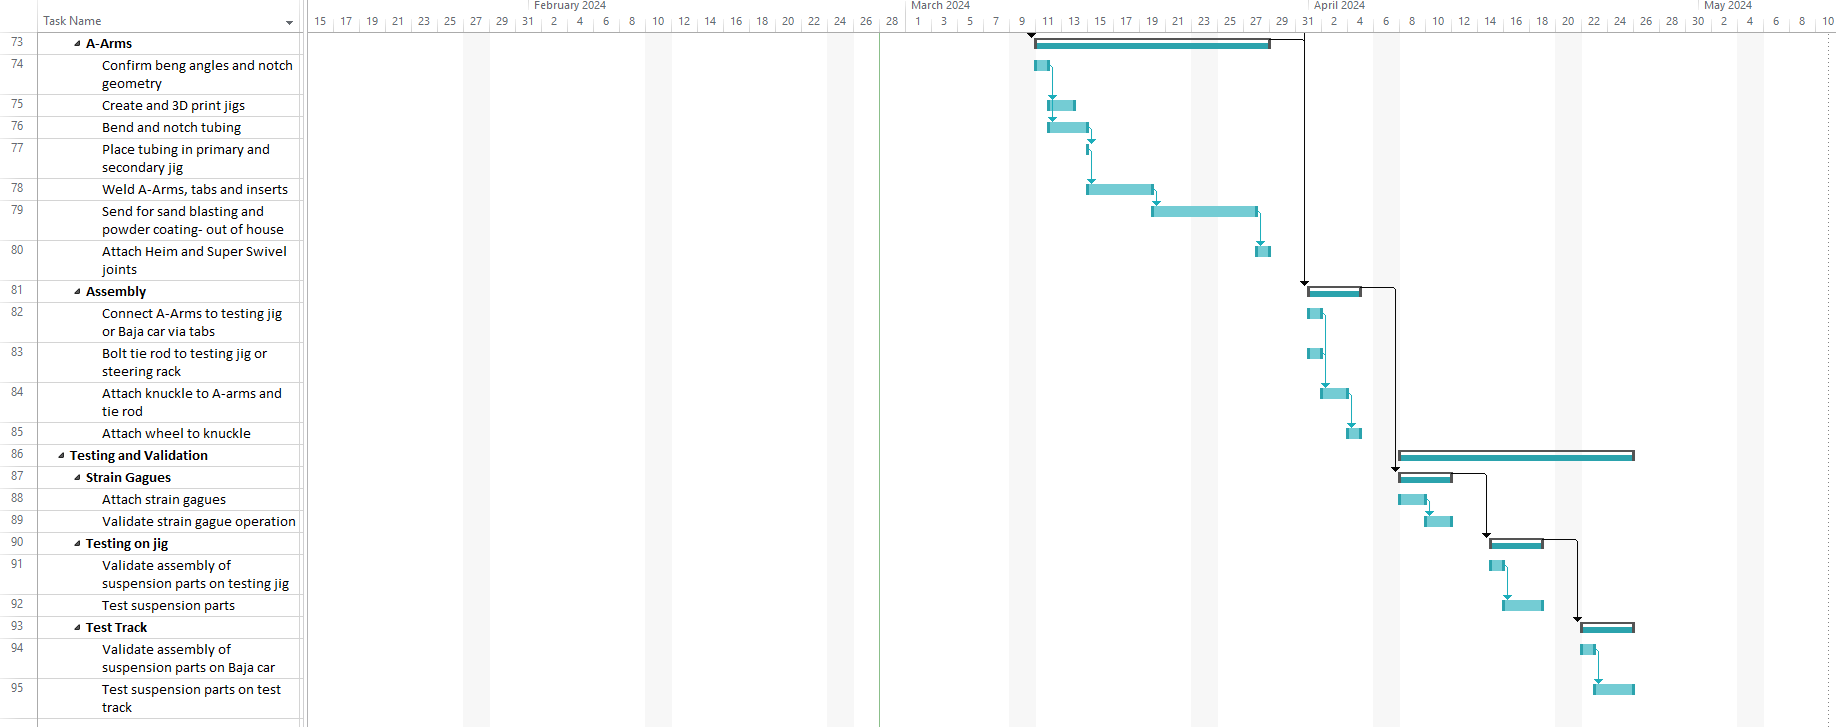 February 2024 March 2024 April 2024 May 2024
Task Name 15 17 19 21 23 25 27 29 31 2 4 6 8 10 12 14 16 18 20 22 24 26 28 1 3 5 7 9 11 13 15 17 19 21 23 25 27 29 31 2 4 6 8 10 12 14 16 18 20 22 24 26 28 30 2 4 6 8 10
73 A-Arms
74 Confirm beng angles and notch
geometry
75 Create and 3D print jigs
76 Bend and notch tubing
77 Place tubing in primary and
secondary jig
78 Weld A-Arms, tabs and inserts
79 Send for sand blasting and
powder coating- out of house
80 Attach Heim and Super Swivel
joints
81 Assembly
82 Connect A-Arms to testing jig
or Baja car via tabs
83 Bolt tie rod to testing jig or
steering rack
84 Attach knuckle to A-arms and
tie rod
85 Attach wheel to knuckle
86 Testing and Validation
87 Strain Gagues
88 Attach strain gagues
89 Validate strain gague operation
90 Testing on jig
91 Validate assembly of
suspension parts on testing jig
92 Test suspension parts
93 Test Track
94 Validate assembly of
suspension parts on Baja car
95 Test suspension parts on test
track